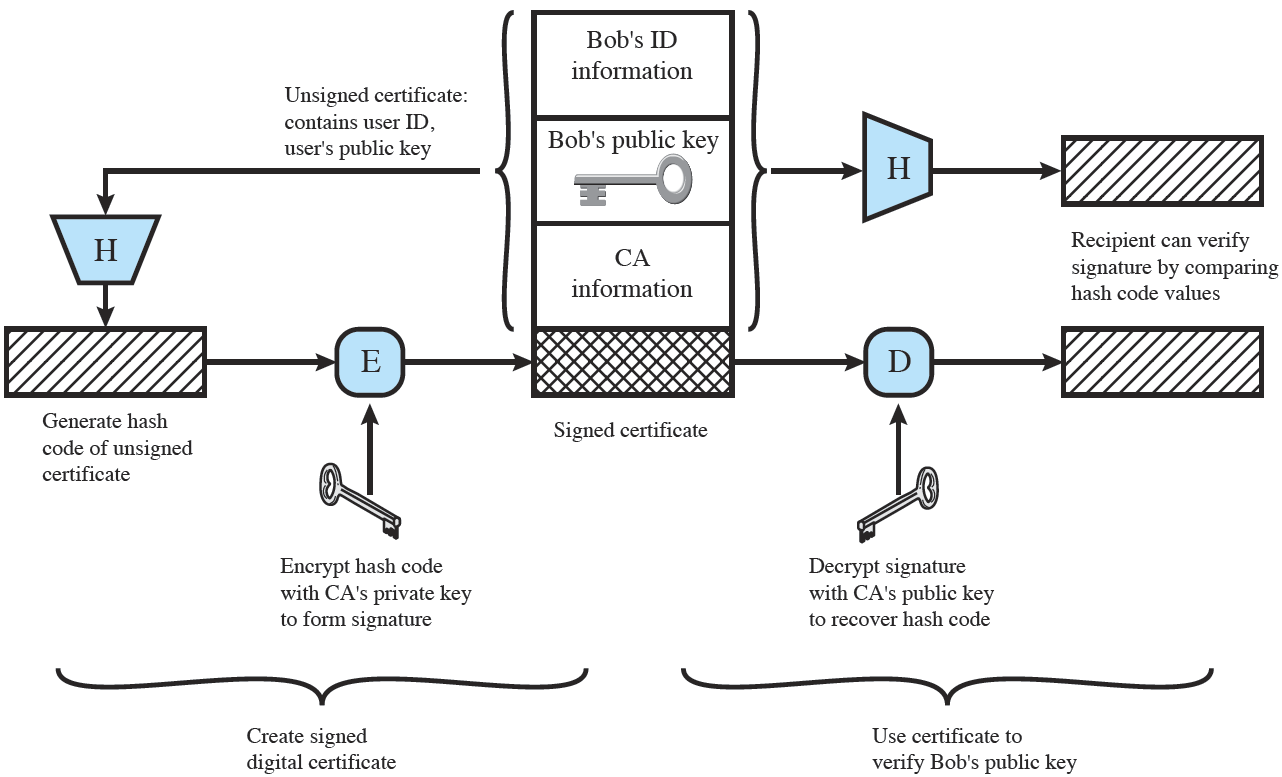 Bob's ID
information
Unsigned certificate:
contains user ID,
user's public key
Bob's public key
H
H
CA
information
Recipient can verify
signature by comparing
hash code values
E
D
Generate hash
code of unsigned
certificate
Signed certificate
Encrypt hash code
with CA's private key
to form signature
Decrypt signature
with CA's public key
to recover hash code
Create signed
digital certificate
Use certificate to
verify Bob's public key